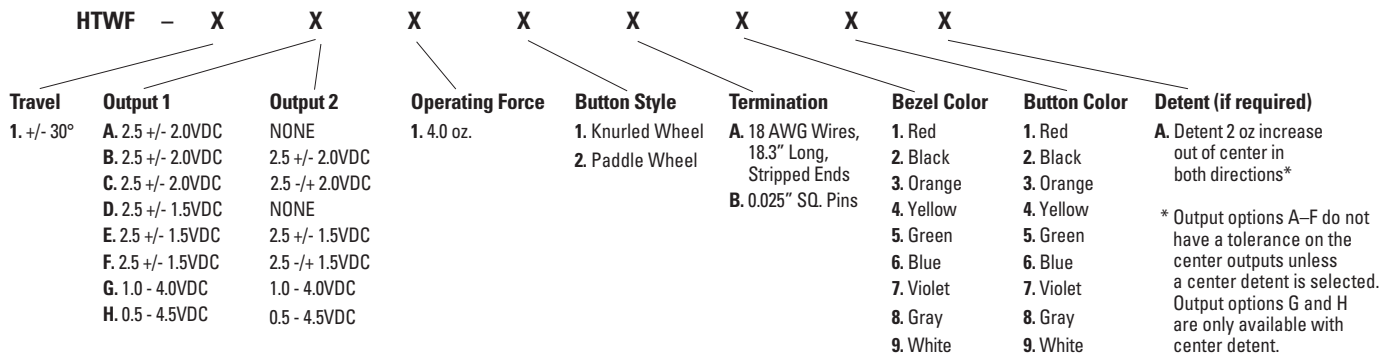 HTWF – X X X X X X X X
Travel
1. +/- 30°
Output 1 Output 2
A. 2.5 +/- 2.0VDC NONE
B. 2.5 +/- 2.0VDC 2.5 +/- 2.0VDC
C. 2.5 +/- 2.0VDC 2.5 -/+ 2.0VDC
D. 2.5 +/- 1.5VDC NONE
E. 2.5 +/- 1.5VDC 2.5 +/- 1.5VDC
F. 2.5 +/- 1.5VDC 2.5 -/+ 1.5VDC
G. 1.0 - 4.0VDC 1.0 - 4.0VDC
H. 0.5 - 4.5VDC 0.5 - 4.5VDC
Operating Force
1. 4.0 oz.
Button Style
1. Knurled Wheel
2. Paddle Wheel
Termination
A. 18 AWG Wires,
18.3” Long,
Stripped Ends
B. 0.025” SQ. Pins
Bezel Color
1. Red
2. Black
3. Orange
4. Yellow
5. Green
6. Blue
7. Violet
8. Gray
9. White
Button Color
1. Red
2. Black
3. Orange
4. Yellow
5. Green
6. Blue
7. Violet
8. Gray
9. White
Detent (if required)
A. Detent 2 oz increase
out of center in
both directions*
* Output options A–F do not
have a tolerance on the
center outputs unless
a center detent is selected.
Output options G and H
are only available with
center detent.